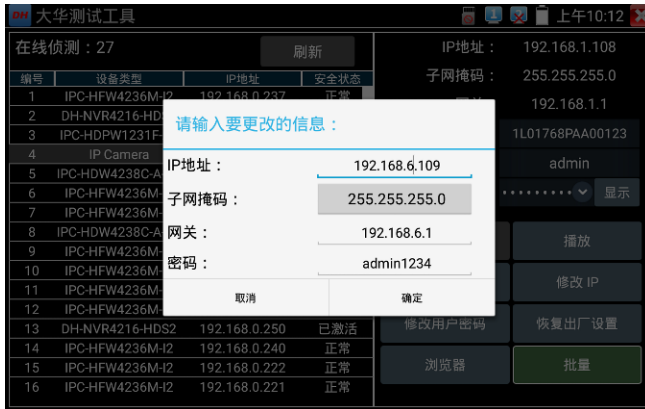 DH 大华测试工具 1 上午10:12
在线侦测：27 刷新 IP地址： 192.168.1.108
子网掩码： 255.255.255.0
编号 设备类型 IP地址 安全状态
1 IPC-HFW4236M-I2 192.168.0.237 正常 192.168.1.1
2 DH-NVR4216-HD
3 IPC-HDPW1231F- 1L01768PAA00123
4 IP Camera admin
5 IPC-HDW4238C-A
6 IPC-HFW4236M- 显示
7 IPC-HFW4236M-
8 IPC-HDW4238C-A 播放
9 IPC-HFW4236M-
10 IPC-HFW4236M- 修改 IP
11 IPC-HFW4236M-
12 IPC-HFW4236M-
13 DH-NVR4216-HDS2 192.168.0.250 已激活 修改用户密码 恢复出厂设置
14 IPC-HFW4236M-I2 192.168.0.240 正常
15 IPC-HFW4236M-I2 192.168.0.222 正常 浏览器 批量
16 IPC-HFW4236M-I2 192.168.0.221 正常
请输入要更改的信息：
IP地址： 192.168.6.109
子网掩码： 255.255.255.0
网关： 192.168.6.1
密码： admin1234
取消 确定